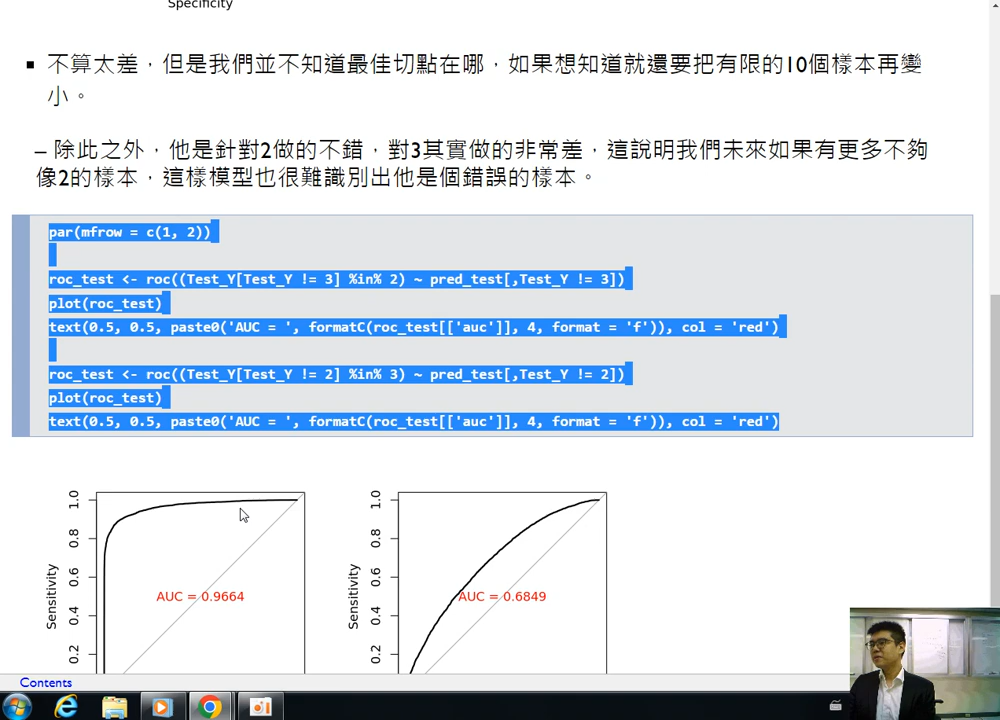 Specificity
▪ 不算太差，但是我們並不知道最佳切點在哪，如果想知道就還要把有限的10個樣本再變
小。
– 除此之外，他是針對2做的不錯，對3其實做的非常差，這說明我們未來如果有更多不夠
像2的樣本，這樣模型也很難識別出他是個錯誤的樣本。
par(mfrow = c(1, 2))
roc_test <- roc((Test_Y[Test_Y != 3] %in% 2) ~ pred_test[,Test_Y != 3])
plot(roc_test)
text(0.5, 0.5, paste0('AUC = ', formatC(roc_test[['auc']], 4, format = 'f')), col = 'red')
roc_test <- roc((Test_Y[Test_Y != 2] %in% 3) ~ pred_test[,Test_Y != 2])
plot(roc_test)
text(0.5, 0.5, paste0('AUC = ', formatC(roc_test[['auc']], 4, format = 'f')), col = 'red')
Sensitivity
1.0
0.8
0.6
0.4
0.2
AUC = 0.9664
Sensitivity
1.0
0.8
0.6
0.4
0.2
AUC = 0.6849
Contents